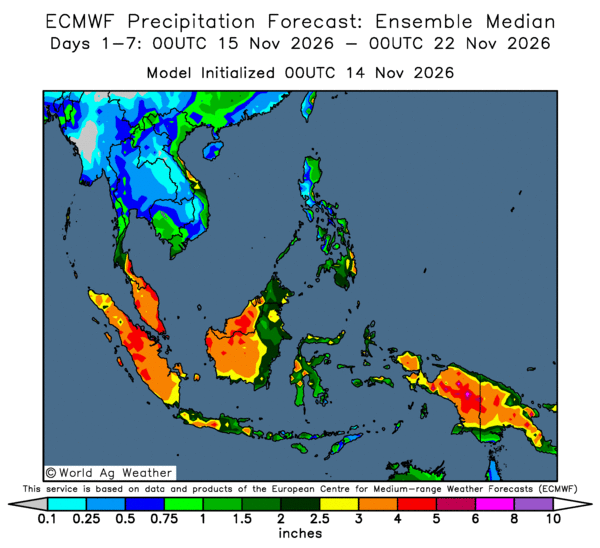 ECMWF Precipitation Forecast: Ensemble Median
Days 1–7: 00UTC 15 Nov 2026 – 00UTC 22 Nov 2026
Model Initialized 00UTC 14 Nov 2026
© World Ag Weather
This service is based on data and products of the European Centre for Median-range Weather Forecasts (ECMWF)
0.1 0.25 0.5 0.75 1 1.5 2 2.5 3 4 5 6 8 10
inches